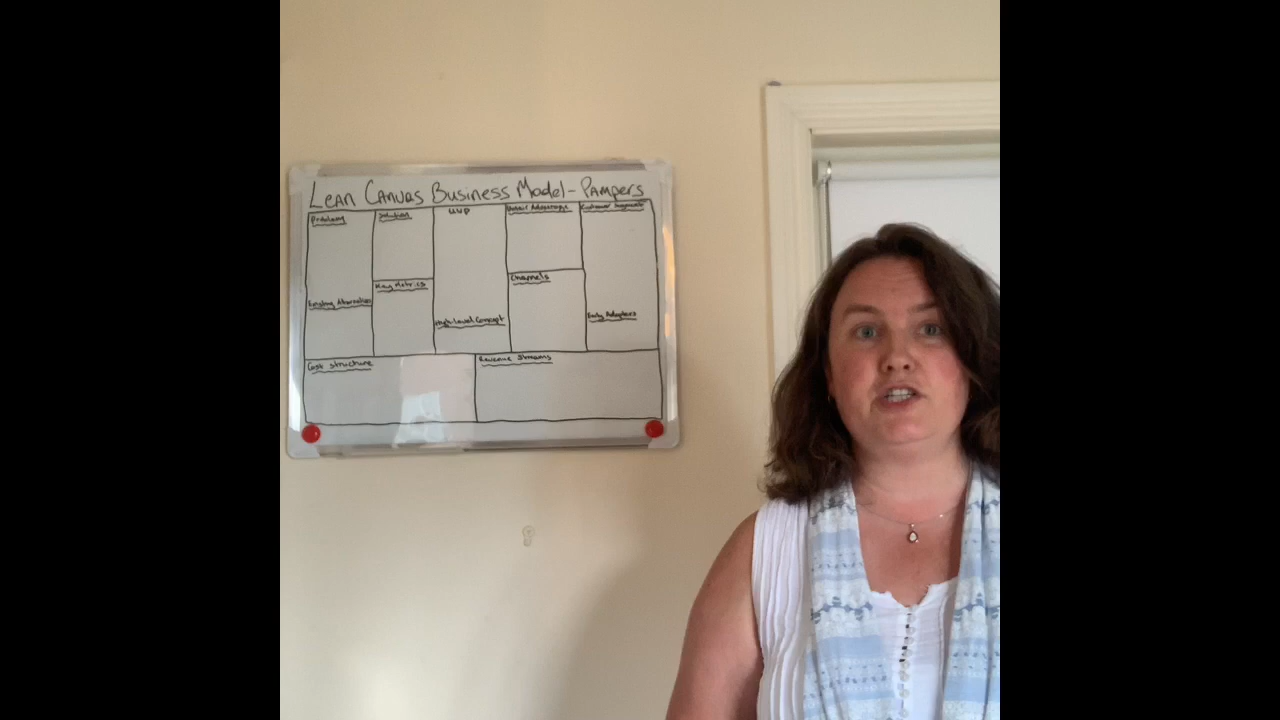 Lean Canvas Business Model - Pampers
Problem
Solution
UVP
Unfair Advantage
Customer Segments
Key Metrics
Channels
Existing Alternatives
High-Level Concept
Early Adopters
Cost Structure
Revenue Streams